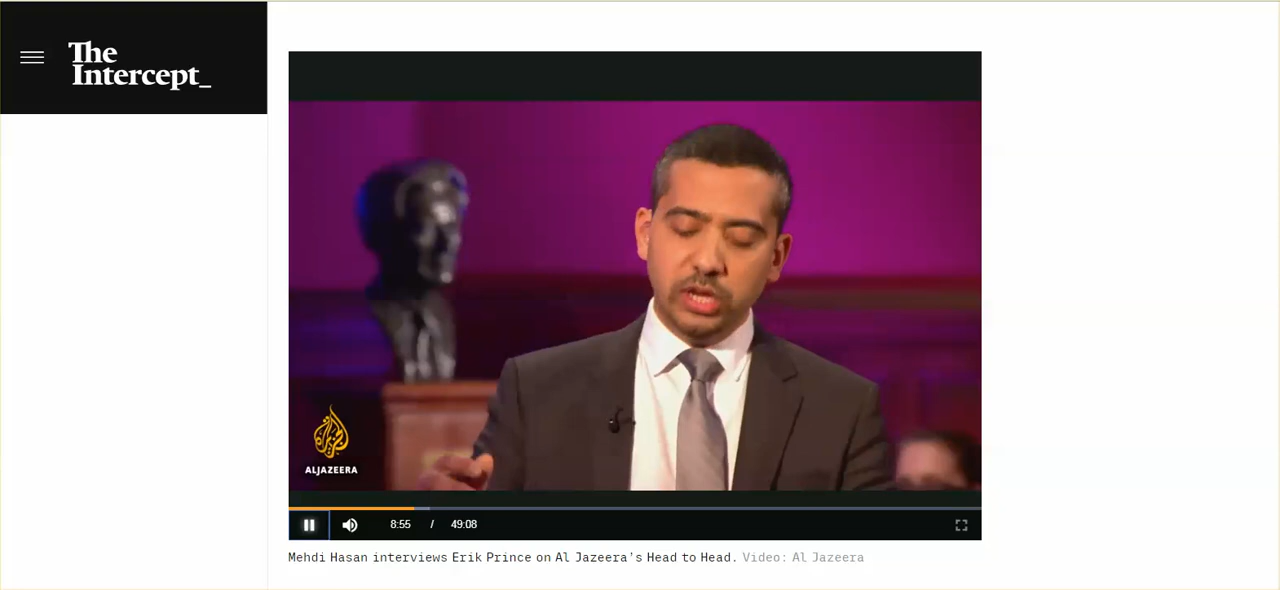 The
Intercept_
ALJAZEERA
8:55 / 49:08
Mehdi Hasan interviews Erik Prince on Al Jazeera's Head to Head. Video: Al Jazeera